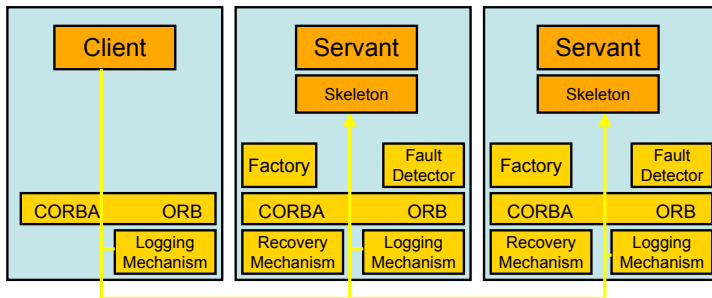 Client
CORBA ORB
Logging
Mechanism
Servant
Skeleton
Factory
Fault
Detector
CORBA ORB
Recovery
Mechanism
Logging
Mechanism
Servant
Skeleton
Factory
Fault
Detector
CORBA ORB
Recovery
Mechanism
Logging
Mechanism